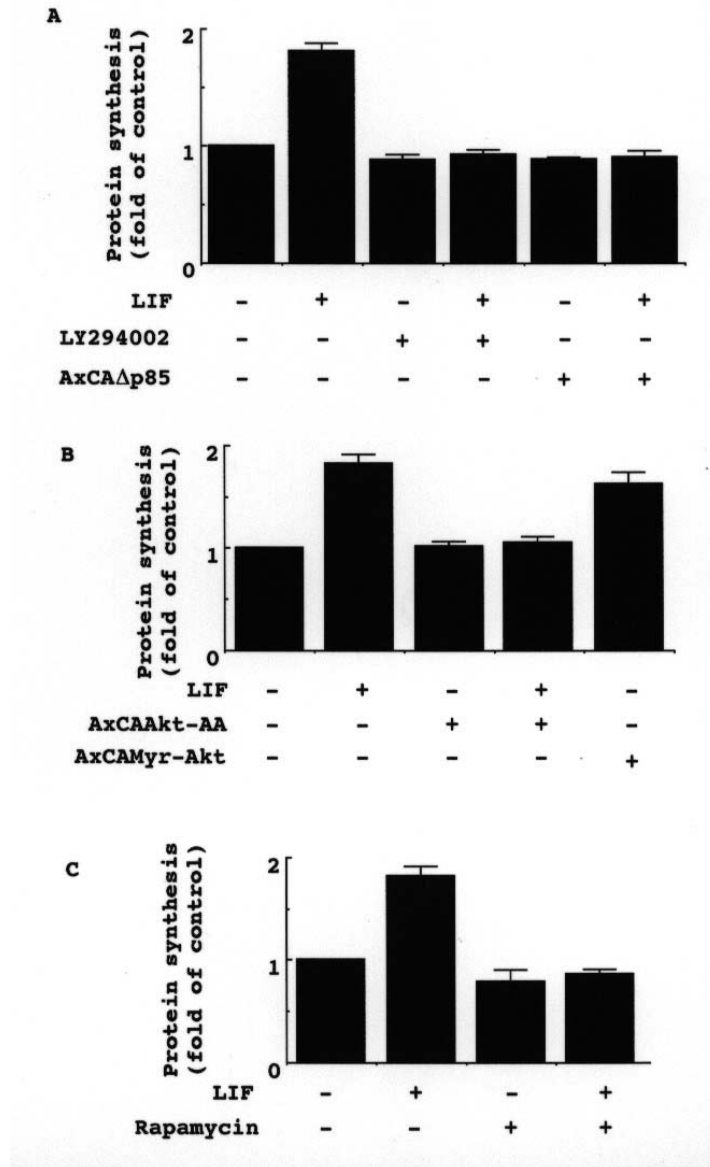 A
Protein synthesis
(fold of control)
2
1
0
LIF - + - + - +
LY294002 - - + + - -
AxCAΔp85 - - - - + +
B
Protein synthesis
(fold of control)
2
1
0
LIF - + - + -
AxCAAkt-AA - - + + -
AxCAMyr-Akt - - - - +
C
Protein synthesis
(fold of control)
2
1
0
LIF - + - +
Rapamycin - - + +